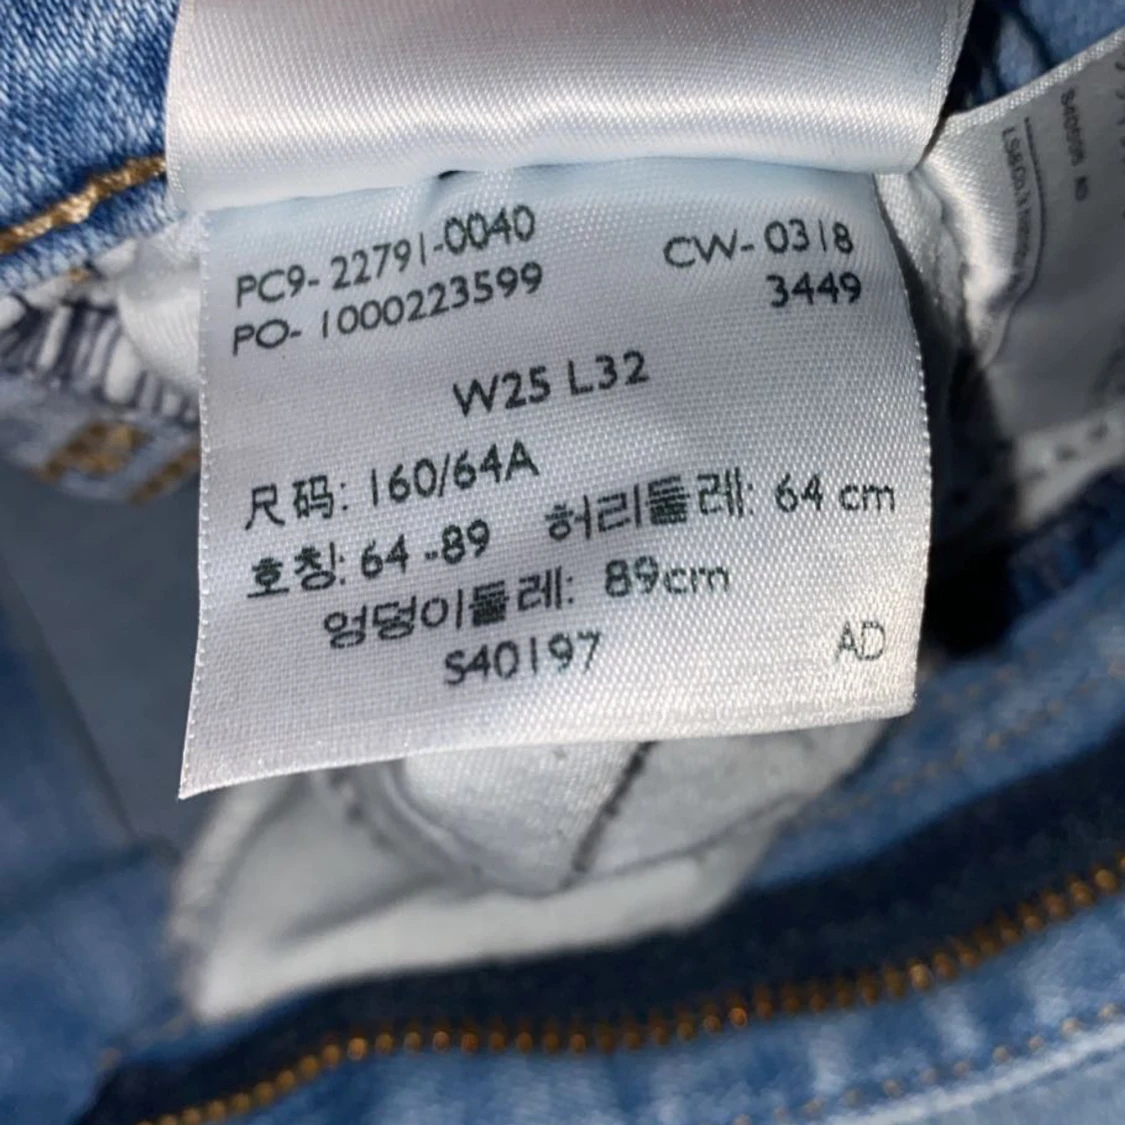 PC9- 22791-0040
PO- 1000223599
CW- 0318
3449
W25 L32
尺码: 160/64A
호칭: 64 -89 허리둘레: 64 cm
엉덩이둘레: 89cm
S40197
AD